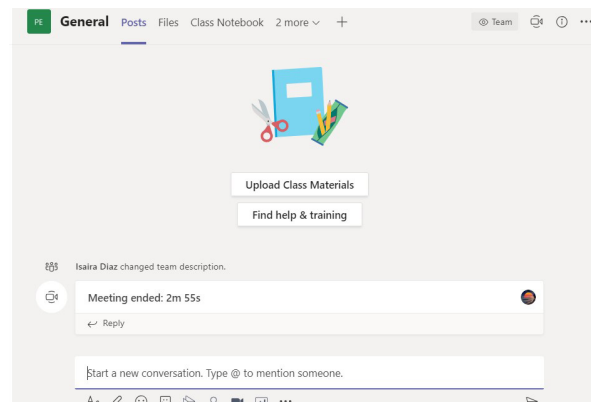 PE General Posts Files Class Notebook 2 more Team
Upload Class Materials
Find help & training
Isaira Diaz changed team description.
Meeting ended: 2m 55s
Reply
Start a new conversation. Type @ to mention someone.